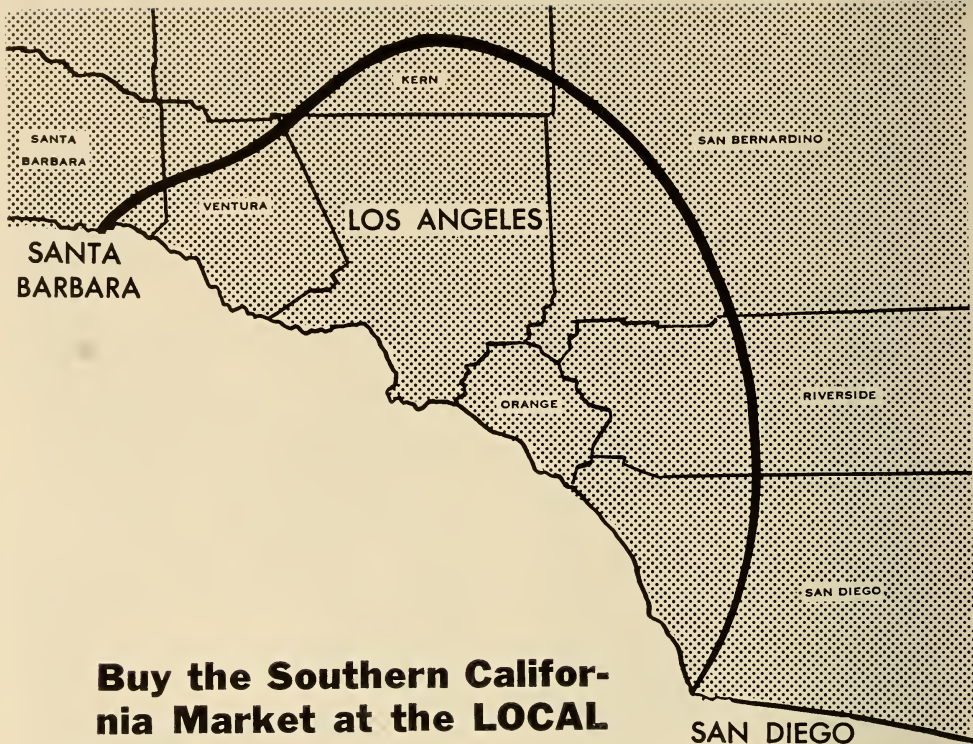 KERN
SANTA
BARBARA
SAN BERNARDINO
VENTURA
LOS ANGELES
SANTA
BARBARA
ORANGE
RIVERSIDE
SAN DIEGO
Buy the Southern Califor-
nia Market at the LOCAL
SAN DIEGO